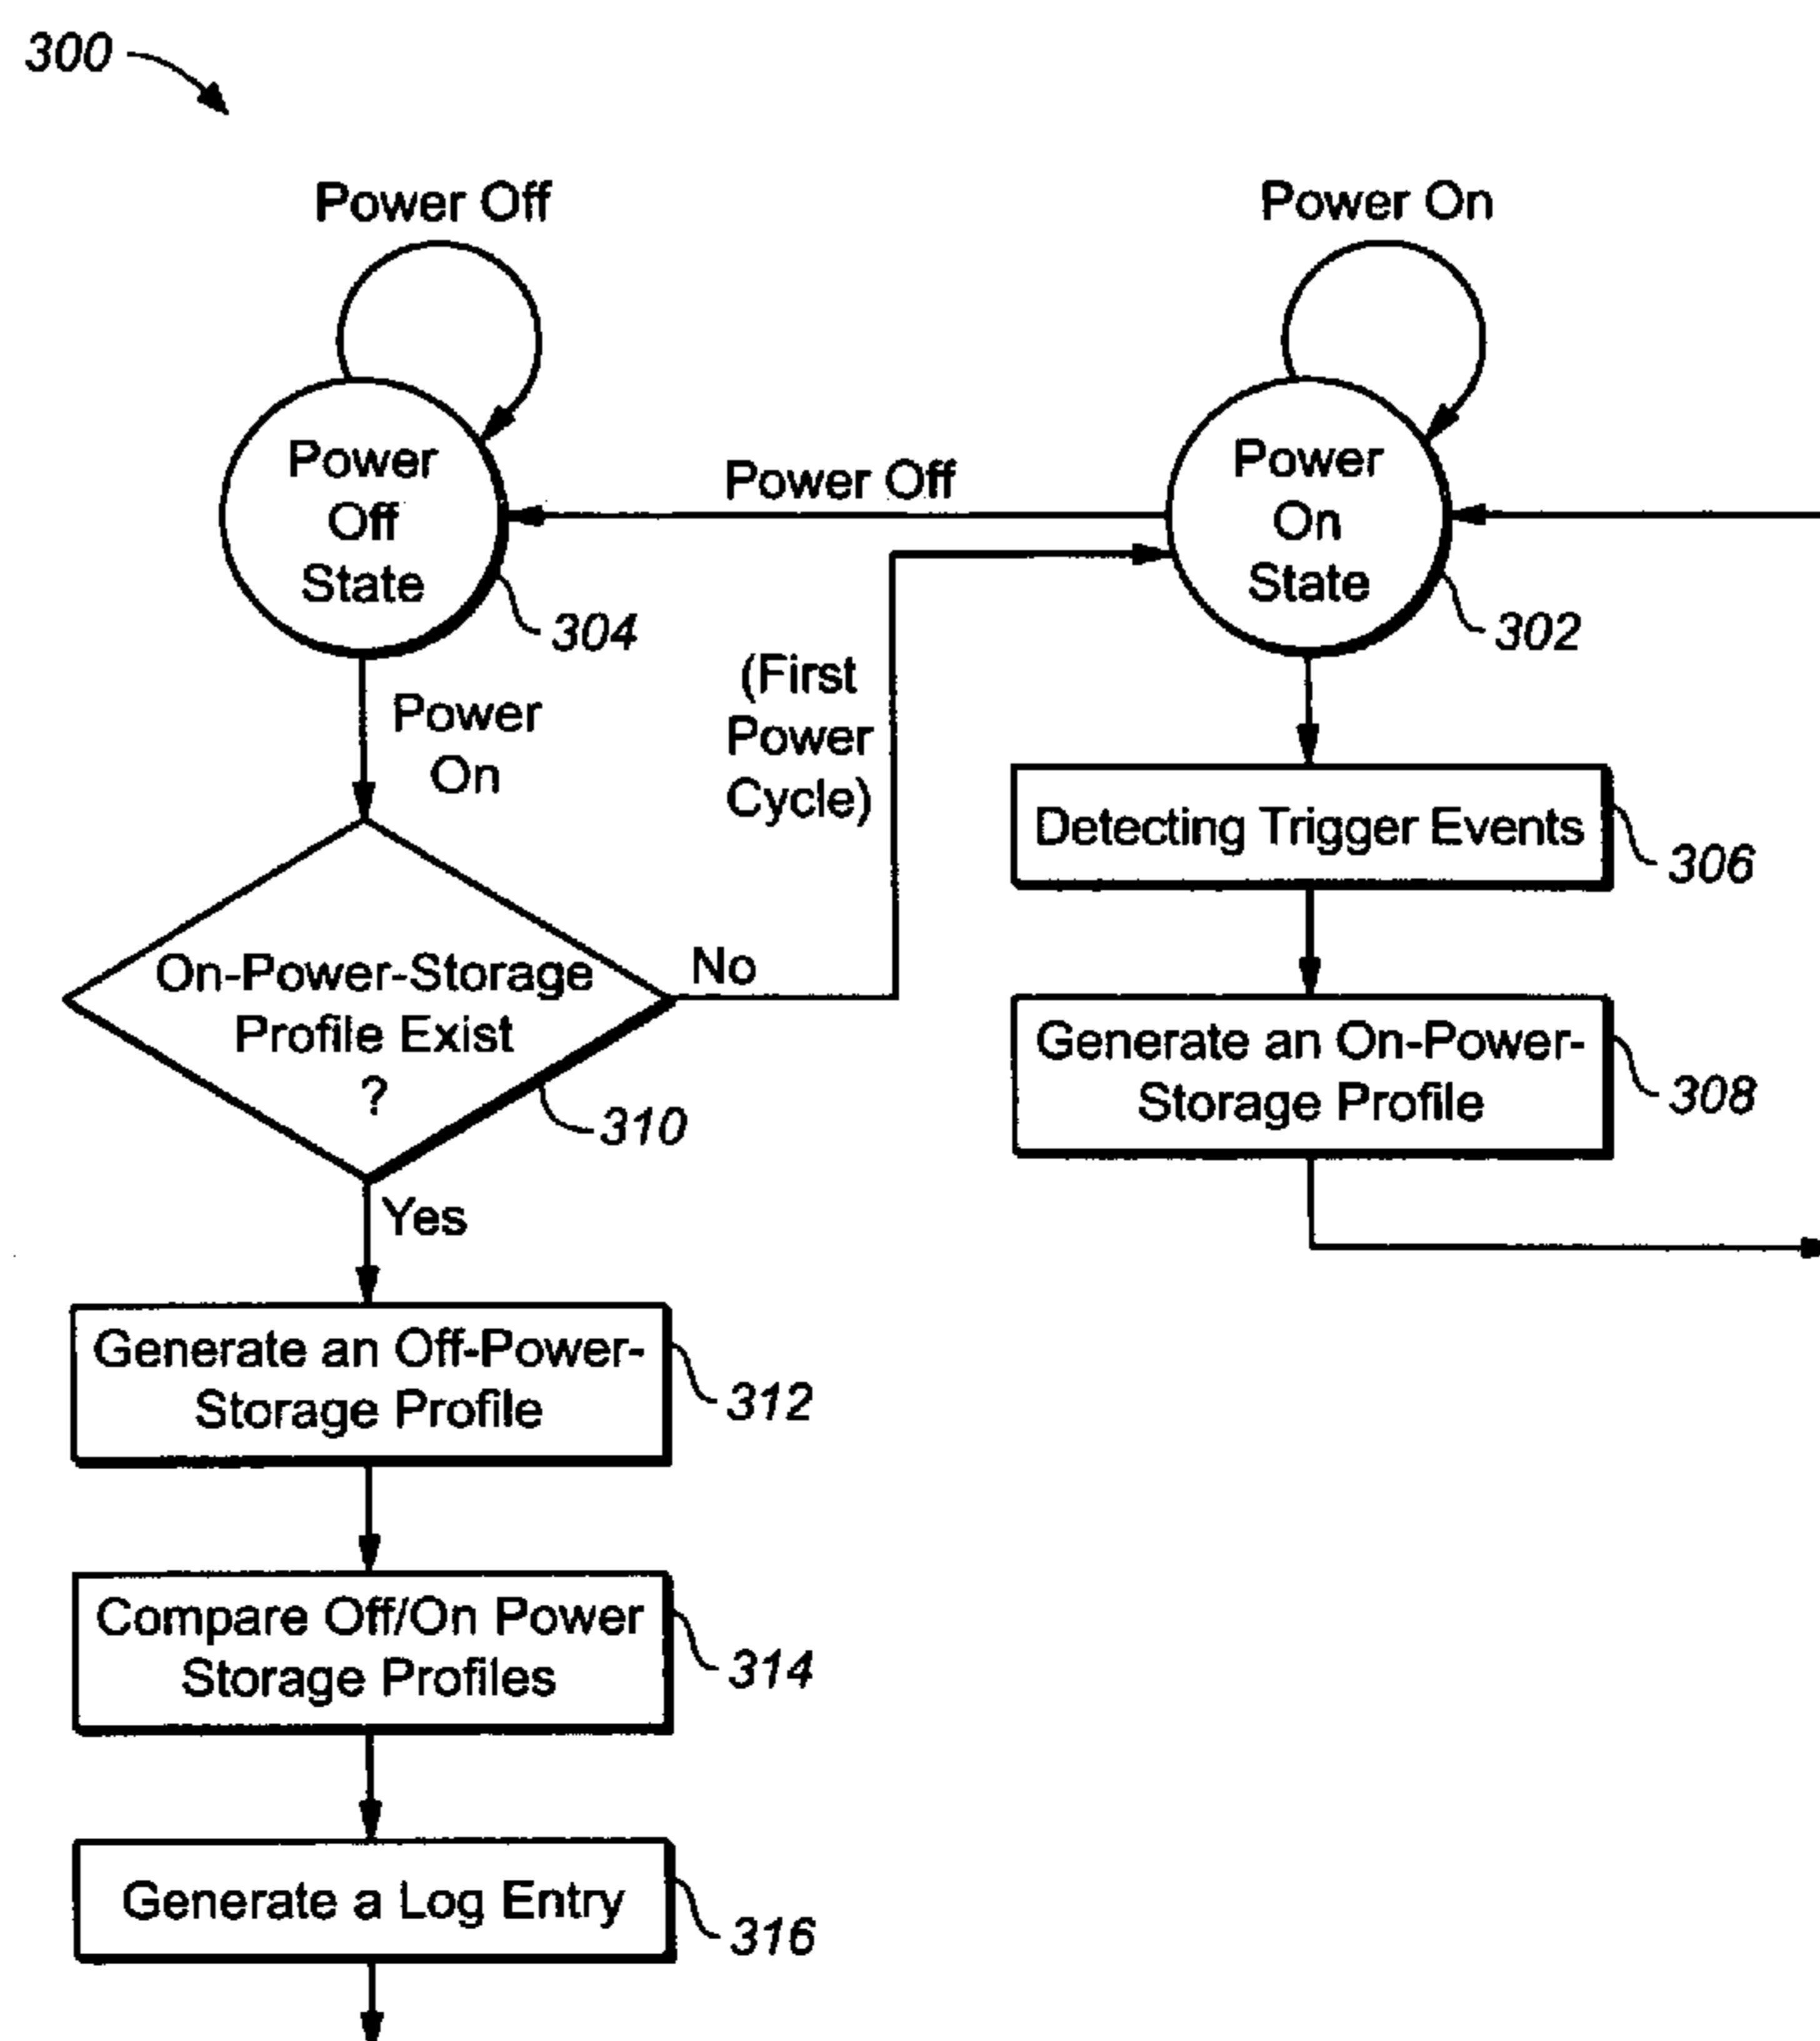 300
Power Off
Power On
Power
Off
State
304
Power Off
Power
On
State
302
Power
On
(First
Power
Cycle)
Detecting Trigger Events
306
On-Power-Storage
Profile Exist
?
No
310
Generate an On-Power-
Storage Profile
308
Yes
Generate an Off-Power-
Storage Profile
312
Compare Off/On Power
Storage Profiles
314
Generate a Log Entry
316